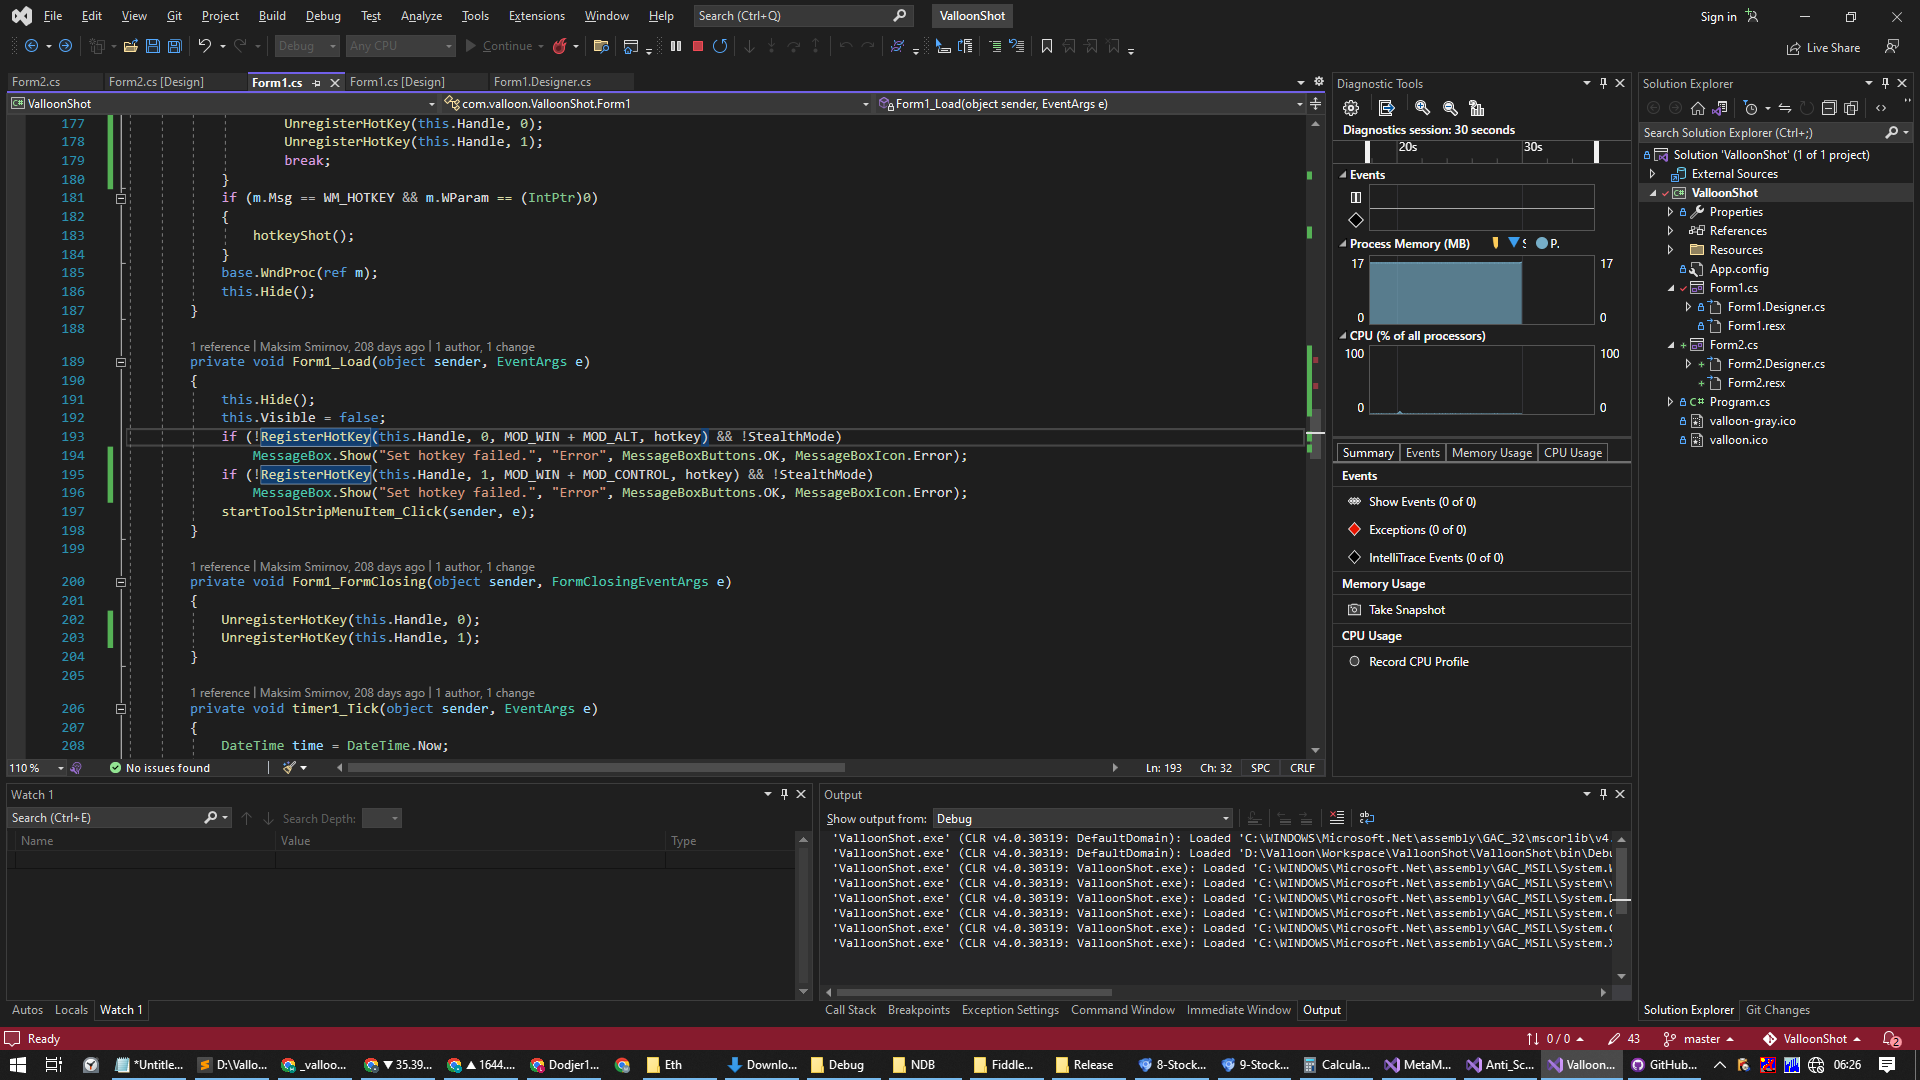 File Edit View Git Project Build Debug Test Analyze Tools Extensions Window Help Search (Ctrl+Q) ValloonShot Sign in
Debug Any CPU Continue Live Share
Form2.cs Form2.cs [Design] Form1.cs Form1.cs [Design] Form1.Designer.cs
ValloonShot com.valloon.ValloonShot.Form1 Form1_Load(object sender, EventArgs e)
177 UnregisterHotKey(this.Handle, 0);
178 UnregisterHotKey(this.Handle, 1);
179 break;
180 }
181 if (m.Msg == WM_HOTKEY && m.WParam == (IntPtr)0)
182 {
183 hotkeyShot();
184 }
185 base.WndProc(ref m);
186 this.Hide();
187 }
188
1 reference | Maksim Smirnov, 208 days ago | 1 author, 1 change
189 private void Form1_Load(object sender, EventArgs e)
190 {
191 this.Hide();
192 this.Visible = false;
193 if (!RegisterHotKey(this.Handle, 0, MOD_WIN + MOD_ALT, hotkey) && !StealthMode)
194 MessageBox.Show("Set hotkey failed.", "Error", MessageBoxButtons.OK, MessageBoxIcon.Error);
195 if (!RegisterHotKey(this.Handle, 1, MOD_WIN + MOD_CONTROL, hotkey) && !StealthMode)
196 MessageBox.Show("Set hotkey failed.", "Error", MessageBoxButtons.OK, MessageBoxIcon.Error);
197 startToolStripMenuItem_Click(sender, e);
198 }
199
1 reference | Maksim Smirnov, 208 days ago | 1 author, 1 change
200 private void Form1_FormClosing(object sender, FormClosingEventArgs e)
201 {
202 UnregisterHotKey(this.Handle, 0);
203 UnregisterHotKey(this.Handle, 1);
204 }
205
1 reference | Maksim Smirnov, 208 days ago | 1 author, 1 change
206 private void timer1_Tick(object sender, EventArgs e)
207 {
208 DateTime time = DateTime.Now;
110 % No issues found Ln: 193 Ch: 32 SPC CRLF
Diagnostic Tools
Diagnostics session: 30 seconds
20s 30s
Events
Process Memory (MB) S P.
17 17
0 0
CPU (% of all processors)
100 100
0 0
Summary Events Memory Usage CPU Usage
Events
Show Events (0 of 0)
Exceptions (0 of 0)
IntelliTrace Events (0 of 0)
Memory Usage
Take Snapshot
CPU Usage
Record CPU Profile
Solution Explorer
Search Solution Explorer (Ctrl+;)
Solution 'ValloonShot' (1 of 1 project)
External Sources
ValloonShot
Properties
References
Resources
App.config
Form1.cs
Form1.Designer.cs
Form1.resx
Form2.cs
Form2.Designer.cs
Form2.resx
Program.cs
valloon-gray.ico
valloon.ico
Solution Explorer Git Changes
Watch 1
Search (Ctrl+E) Search Depth:
Name Value Type
Autos Locals Watch 1
Output
Show output from: Debug
'ValloonShot.exe' (CLR v4.0.30319: DefaultDomain): Loaded 'C:\WINDOWS\Microsoft.Net\assembly\GAC_32\mscorlib\v4.
'ValloonShot.exe' (CLR v4.0.30319: DefaultDomain): Loaded 'D:\Valloon\Workspace\ValloonShot\ValloonShot\bin\Debu
'ValloonShot.exe' (CLR v4.0.30319: ValloonShot.exe): Loaded 'C:\WINDOWS\Microsoft.Net\assembly\GAC_MSIL\System.W
'ValloonShot.exe' (CLR v4.0.30319: ValloonShot.exe): Loaded 'C:\WINDOWS\Microsoft.Net\assembly\GAC_MSIL\System\v
'ValloonShot.exe' (CLR v4.0.30319: ValloonShot.exe): Loaded 'C:\WINDOWS\Microsoft.Net\assembly\GAC_MSIL\System.D
'ValloonShot.exe' (CLR v4.0.30319: ValloonShot.exe): Loaded 'C:\WINDOWS\Microsoft.Net\assembly\GAC_MSIL\System.C
'ValloonShot.exe' (CLR v4.0.30319: ValloonShot.exe): Loaded 'C:\WINDOWS\Microsoft.Net\assembly\GAC_MSIL\System.C
'ValloonShot.exe' (CLR v4.0.30319: ValloonShot.exe): Loaded 'C:\WINDOWS\Microsoft.Net\assembly\GAC_MSIL\System.X
Call Stack Breakpoints Exception Settings Command Window Immediate Window Output
Ready 0 / 0 43 master ValloonShot 2
*Untitle... D:\Vallo... _valloo... ▼ 35.39... ▲ 1644.... Dodjer1... Eth Downlo... Debug NDB Fiddle... Release 8-Stock... 9-Stock... Calcula... MetaM... Anti_Sc... Valloon... GitHub... 06:26